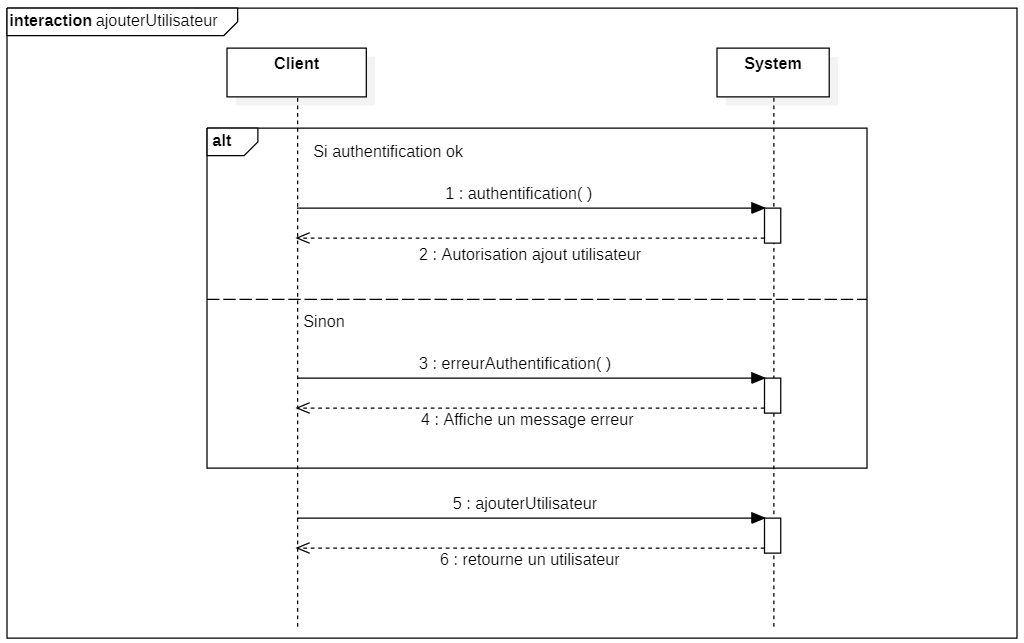 interaction ajouterUtilisateur
Client
System
alt
Si authentification ok
1 : authentification( )
2 : Autorisation ajout utilisateur
Sinon
3 : erreurAuthentification( )
4 : Affiche un message erreur
5 : ajouterUtilisateur
6 : retourne un utilisateur